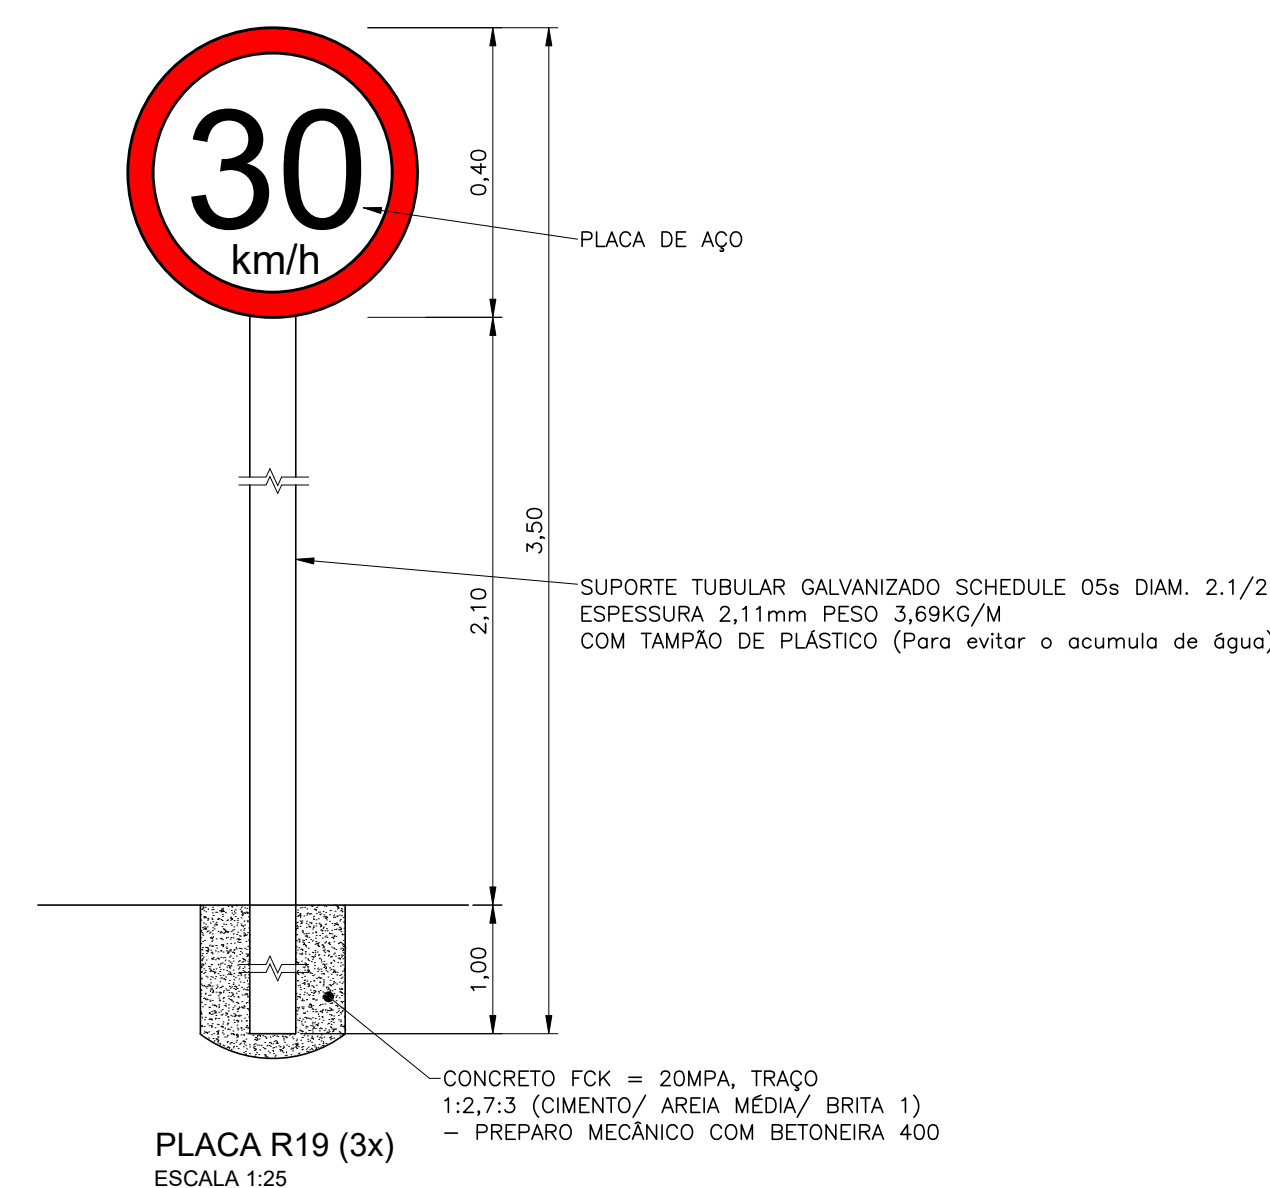 30
km/h
0,40
PLACA DE AÇO
3,50
2,10
SUPORTE TUBULAR GALVANIZADO SCHEDULE 05s DIAM. 2.1/2
ESPESSURA 2,11mm PESO 3,69KG/M
COM TAMPÃO DE PLÁSTICO (Para evitar o acumula de água)
1,00
CONCRETO FCK = 20MPA, TRAÇO
1:2,7:3 (CIMENTO/ AREIA MÉDIA/ BRITA 1)
– PREPARO MECÂNICO COM BETONEIRA 400
PLACA R19 (3x)
ESCALA 1:25